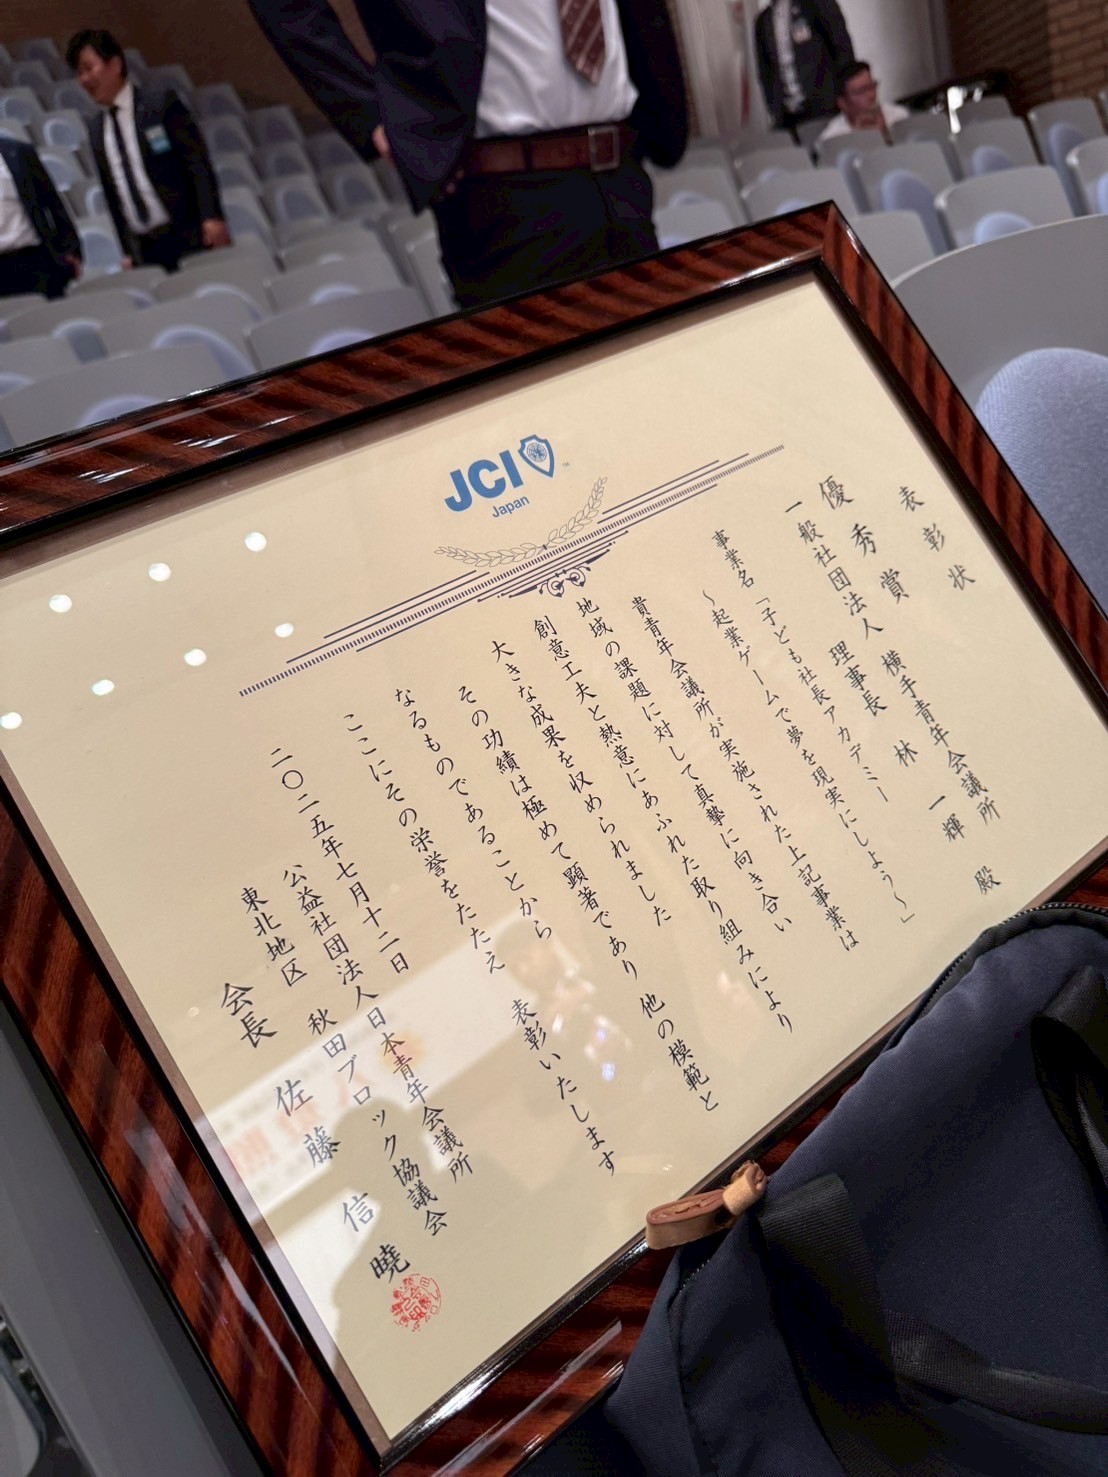 JCI
Japan
表彰状
優秀賞
一般社団法人 横手青年会議所
理事長 林 一輝 殿
事業名「子ども社長アカデミー
～起業ゲームで夢を現実にしよう～」
貴青年会議所が実施された上記事業は
地域の課題に対して真摯に向き合い
創意工夫と熱意にあふれた取り組みにより
大きな成果を収められました
その功績は極めて顕著であり 他の模範と
なるものであることから
ここにその栄誉をたたえ 表彰いたします
二〇二五年七月十二日
公益社団法人日本青年会議所
東北地区 秋田ブロック協議会
会長 佐藤 信暁